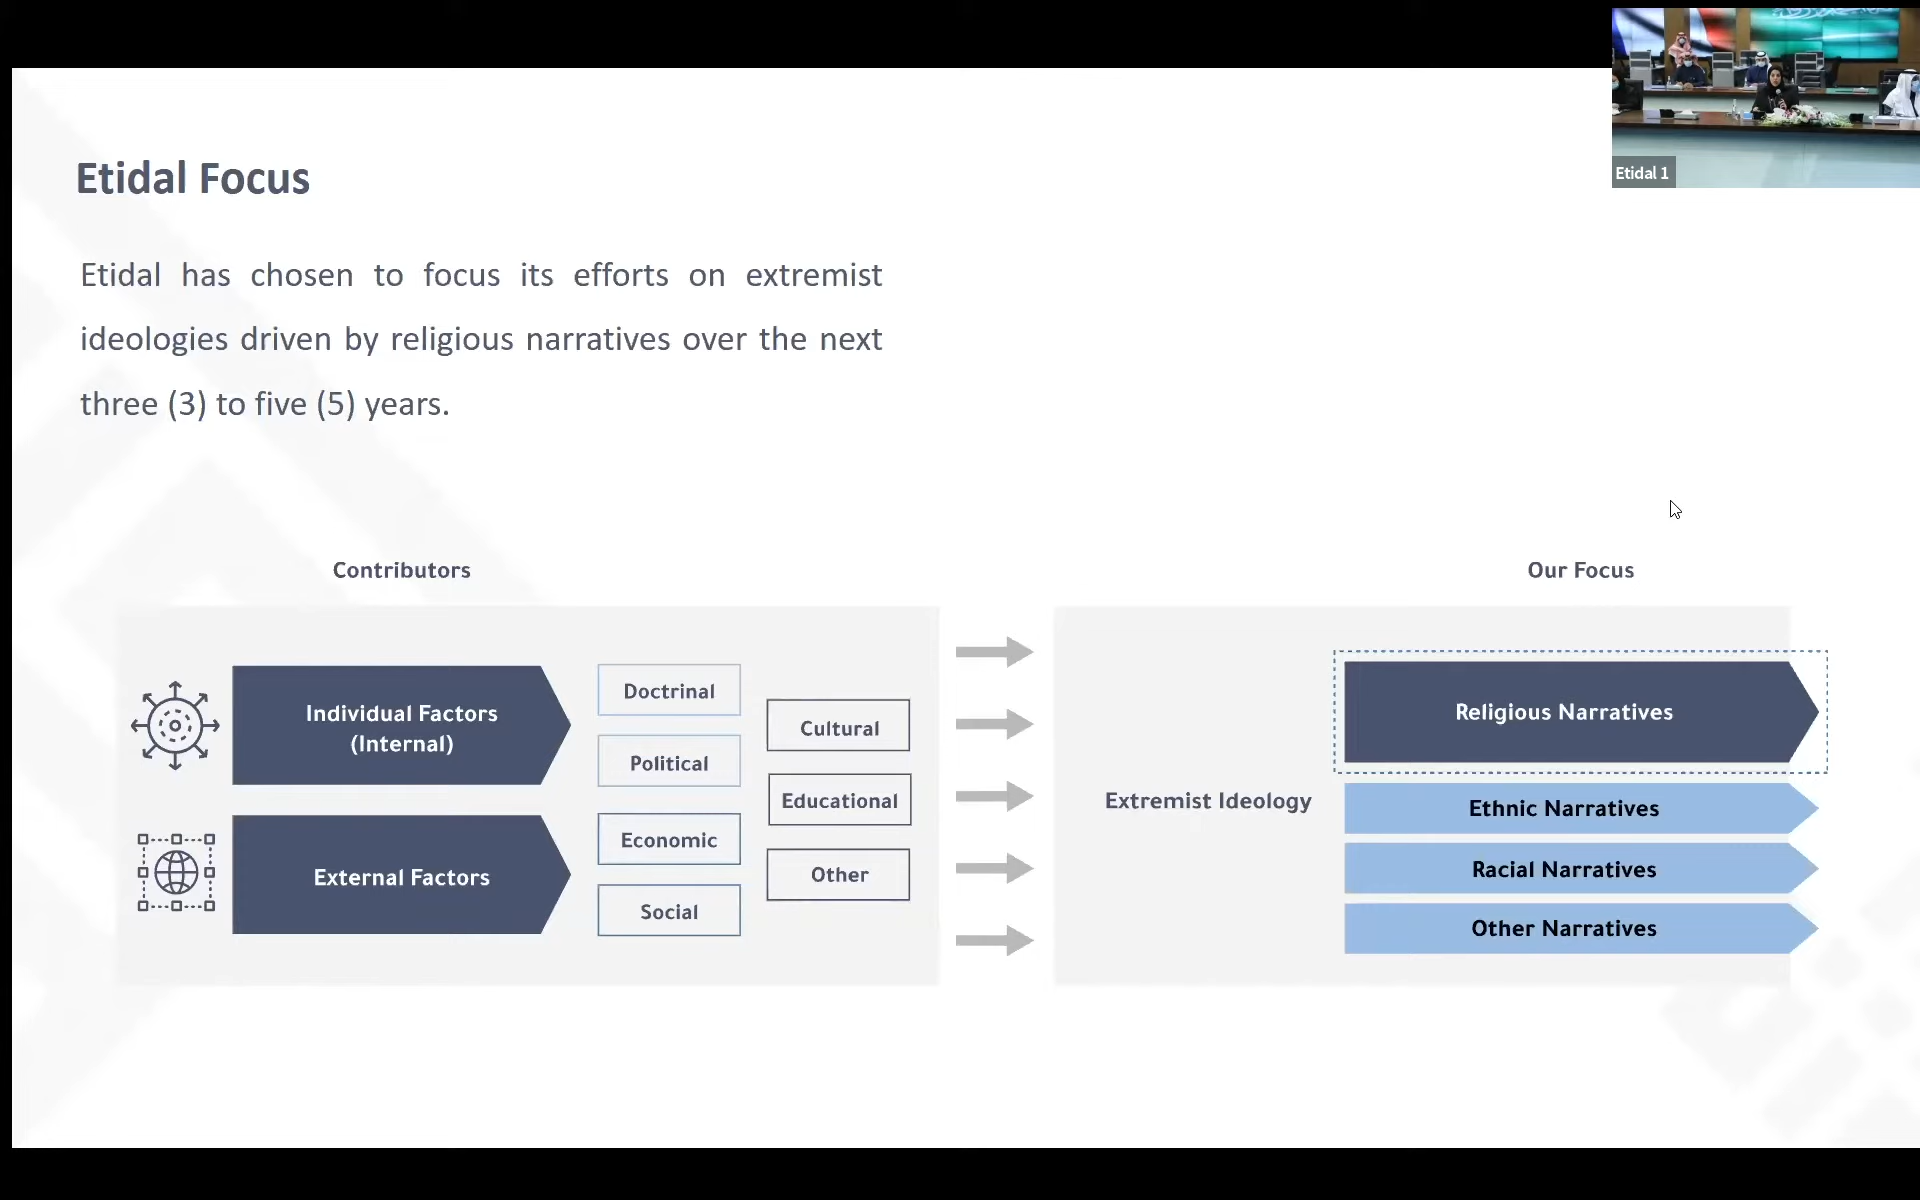 Etidal 1
Etidal Focus
Etidal has chosen to focus its efforts on extremist
ideologies driven by religious narratives over the next
three (3) to five (5) years.
Contributors
Individual Factors
(Internal)
External Factors
Doctrinal
Political
Economic
Social
Cultural
Educational
Other
Our Focus
Extremist Ideology
Religious Narratives
Ethnic Narratives
Racial Narratives
Other Narratives